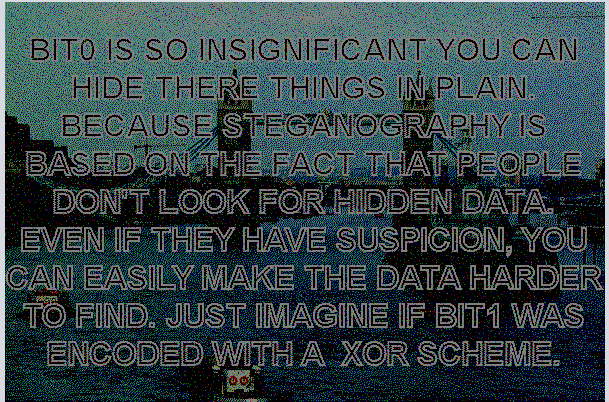 BIT0 IS SO INSIGNIFICANT YOU CAN
HIDE THERE THINGS IN PLAIN.
BECAUSE STEGANOGRAPHY IS
BASED ON THE FACT THAT PEOPLE
DON'T LOOK FOR HIDDEN DATA.
EVEN IF THEY HAVE SUSPICION, YOU
CAN EASILY MAKE THE DATA HARDER
TO FIND. JUST IMAGINE IF BIT1 WAS
ENCODED WITH A  XOR SCHEME.